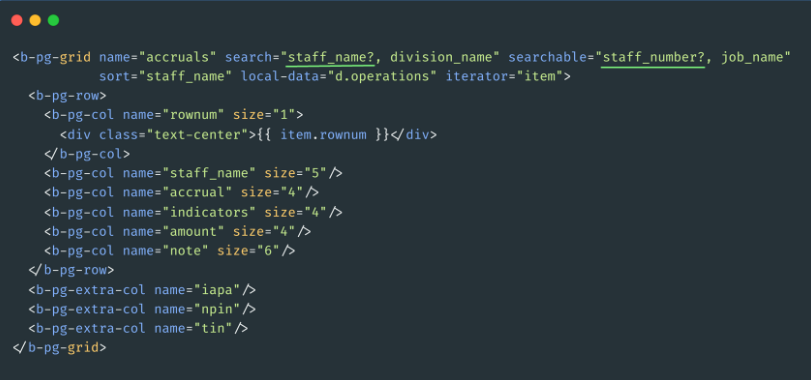 <b-pg-grid name="accruals" search="staff_name?, division_name" searchable="staff_number?, job_name"
sort="staff_name" local-data="d.operations" iterator="item">
<b-pg-row>
<b-pg-col name="rownum" size="1">
<div class="text-center">{{ item.rownum }}</div>
</b-pg-col>
<b-pg-col name="staff_name" size="5"/>
<b-pg-col name="accrual" size="4"/>
<b-pg-col name="indicators" size="4"/>
<b-pg-col name="amount" size="4"/>
<b-pg-col name="note" size="6"/>
</b-pg-row>
<b-pg-extra-col name="iapa"/>
<b-pg-extra-col name="npin"/>
<b-pg-extra-col name="tin"/>
</b-pg-grid>